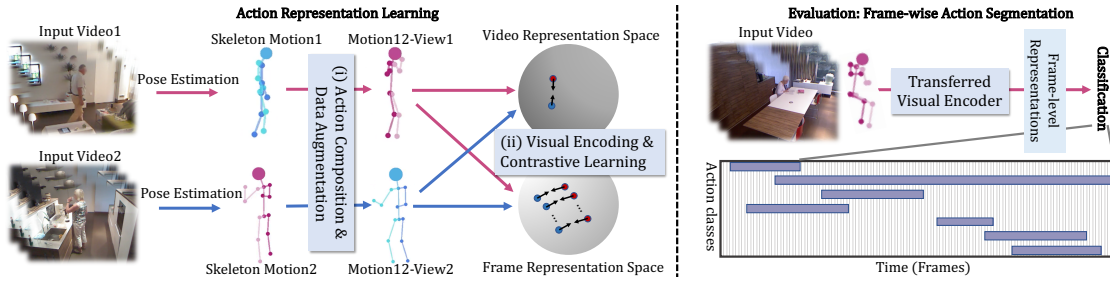 Action Representation Learning
Input Video1
Pose Estimation
Skeleton Motion1
Motion12-View1
Video Representation Space
(i) Action Composition &
Data Augmentation
(ii) Visual Encoding &
Contrastive Learning
Input Video2
Pose Estimation
Skeleton Motion2
Motion12-View2
Frame Representation Space
Evaluation: Frame-wise Action Segmentation
Input Video
Transferred
Visual Encoder
Frame-level
Representations
Classification
Action classes
Time (Frames)